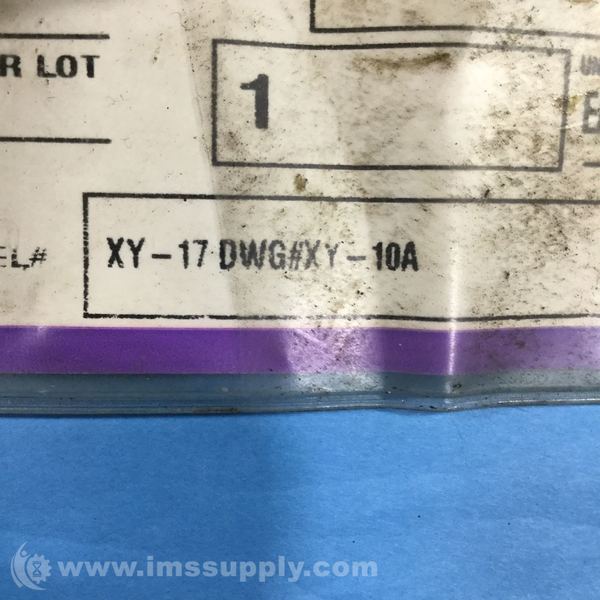 R LOT
1
XY-17 DWG#XY-10A
EL#
www.imssupply.com